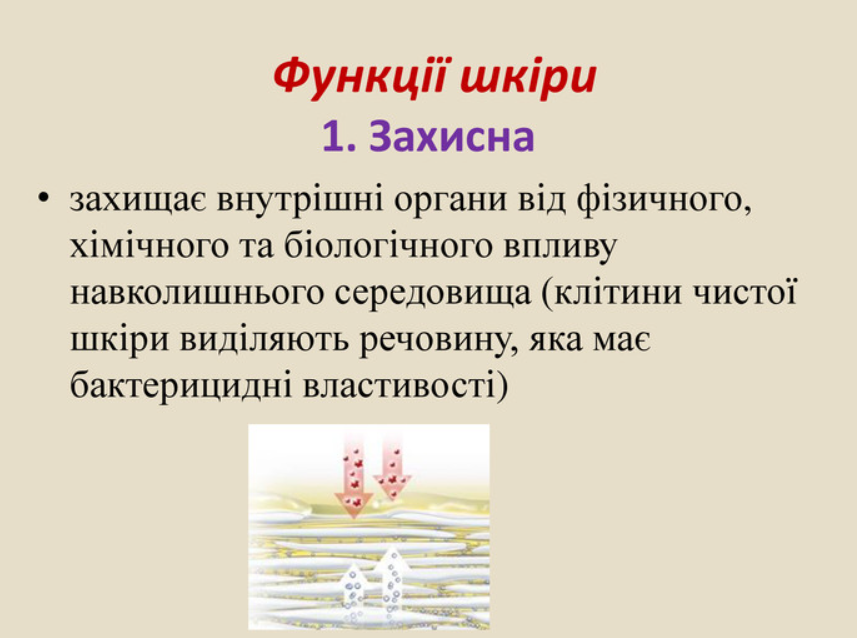 Функції шкіри
1. Захисна
• захищає внутрішні органи від фізичного,
хімічного та біологічного впливу
навколишнього середовища (клітини чистої
шкіри виділяють речовину, яка має
бактерицидні властивості)